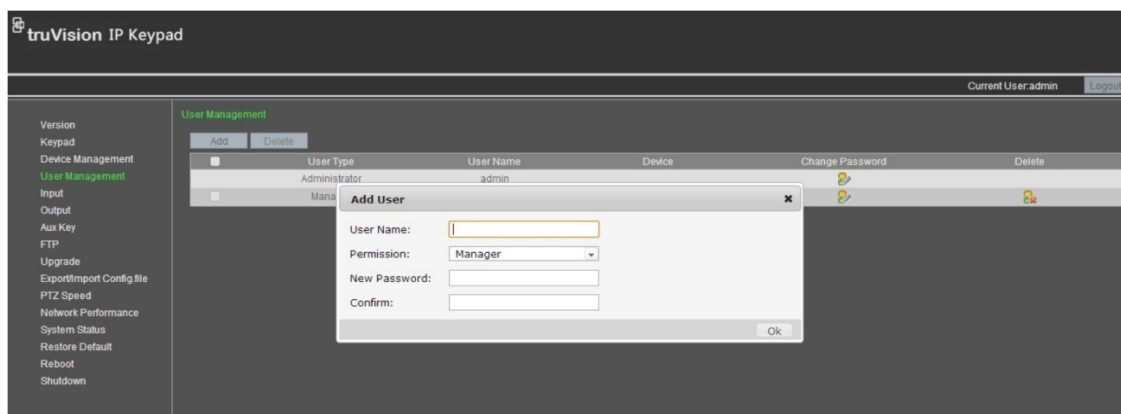 truVision IP Keypad
Current User:admin Logout
User Management
Version
Keypad
Device Management
User Management
Input
Output
Aux Key
FTP
Upgrade
Export/Import Config.file
PTZ Speed
Network Performance
System Status
Restore Default
Reboot
Shutdown
Add Delete
User Type User Name Device Change Password Delete
Administrator admin
Mana
Add User
User Name:
Permission: Manager
New Password:
Confirm:
Ok